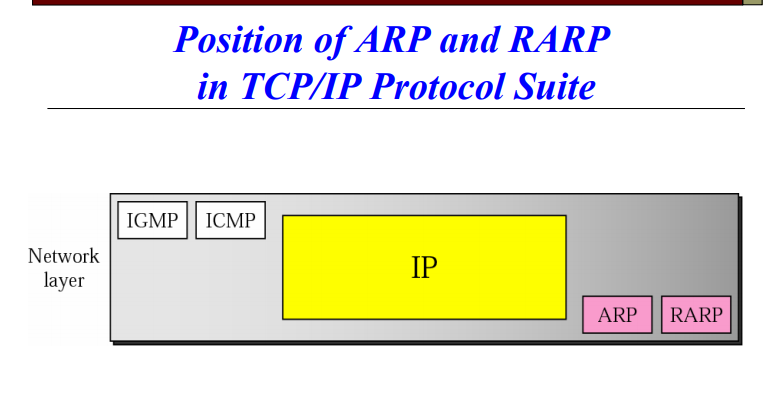 Position of ARP and RARP
in TCP/IP Protocol Suite
IGMP ICMP
Network
layer
IP
ARP RARP